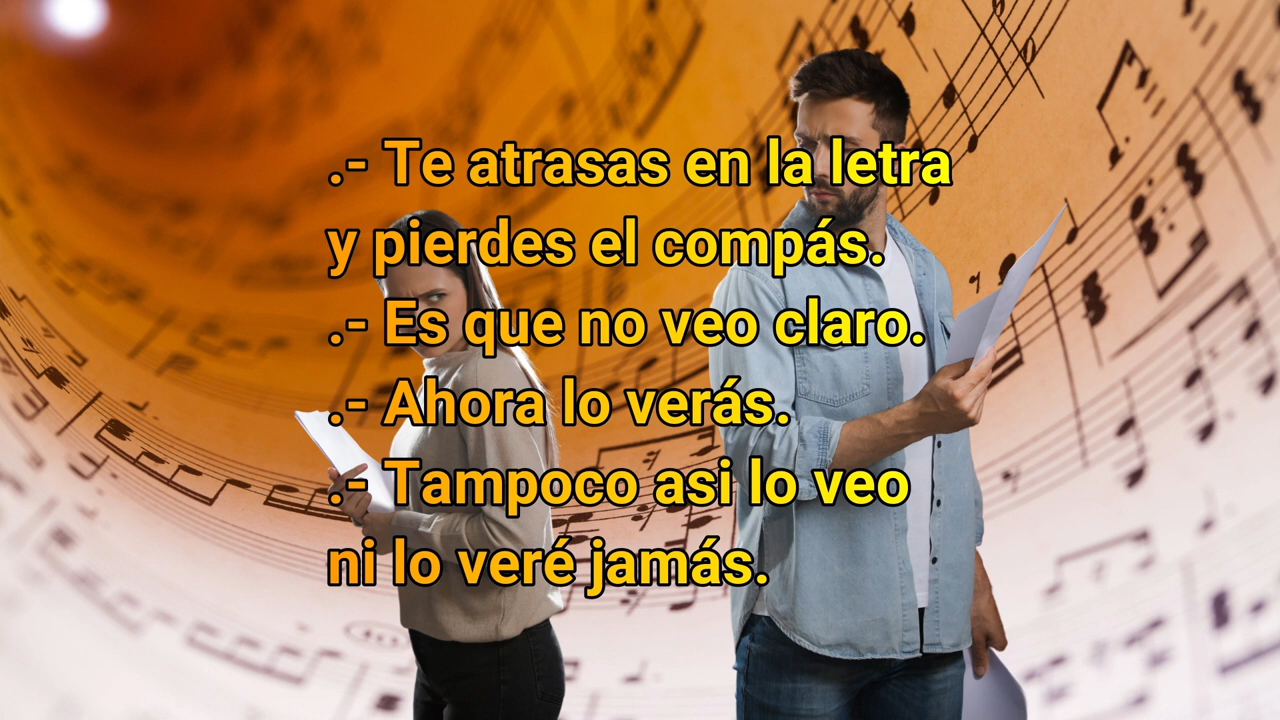 .- Te atrasas en la letra
y pierdes el compás.
.- Es que no veo claro.
.- Ahora lo verás.
.- Tampoco asi lo veo
ni lo veré jamás.